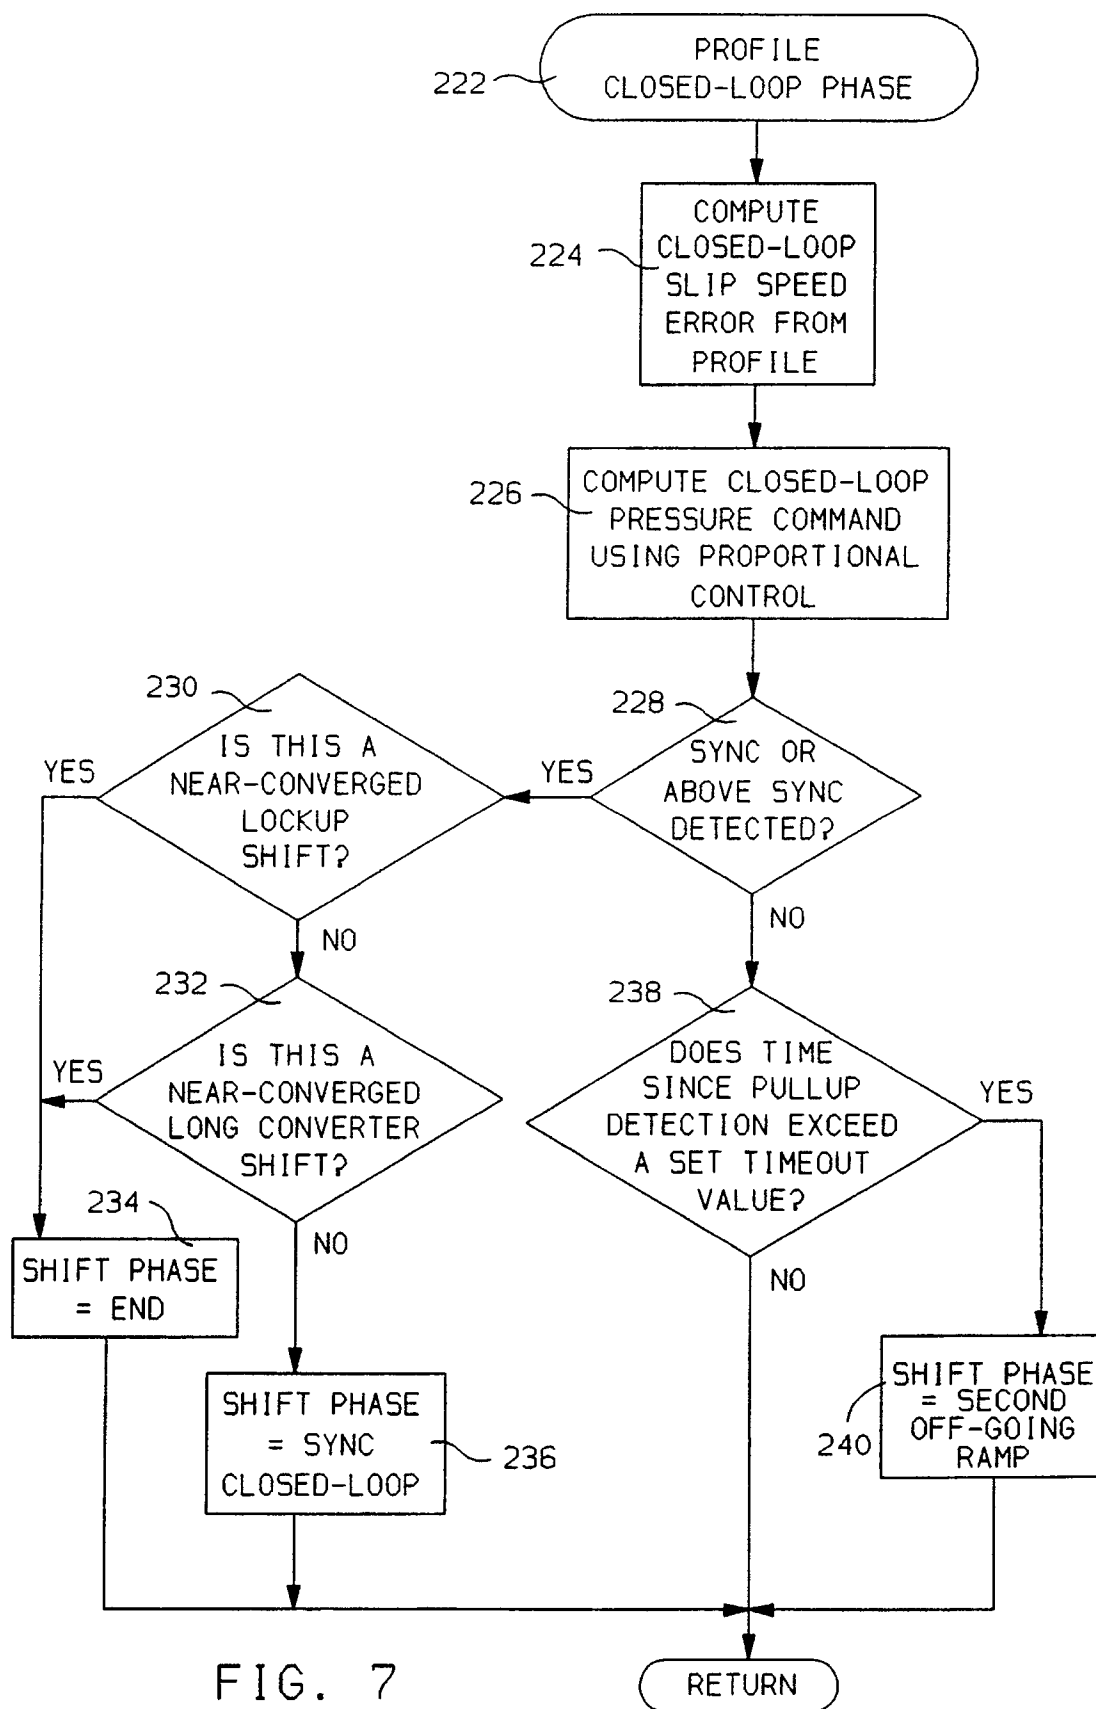 PROFILE
CLOSED-LOOP PHASE
222
COMPUTE
CLOSED-LOOP
SLIP SPEED
ERROR FROM
PROFILE
224
COMPUTE CLOSED-LOOP
PRESSURE COMMAND
USING PROPORTIONAL
CONTROL
226
228
SYNC OR
ABOVE SYNC
DETECTED?
YES
NO
230
IS THIS A
NEAR-CONVERGED
LOCKUP
SHIFT?
YES
NO
232
IS THIS A
NEAR-CONVERGED
LONG CONVERTER
SHIFT?
YES
NO
234
SHIFT PHASE
= END
SHIFT PHASE
= SYNC
CLOSED-LOOP
236
238
DOES TIME
SINCE PULLUP
DETECTION EXCEED
A SET TIMEOUT
VALUE?
YES
NO
SHIFT PHASE
= SECOND
OFF-GOING
RAMP
240
RETURN
FIG. 7